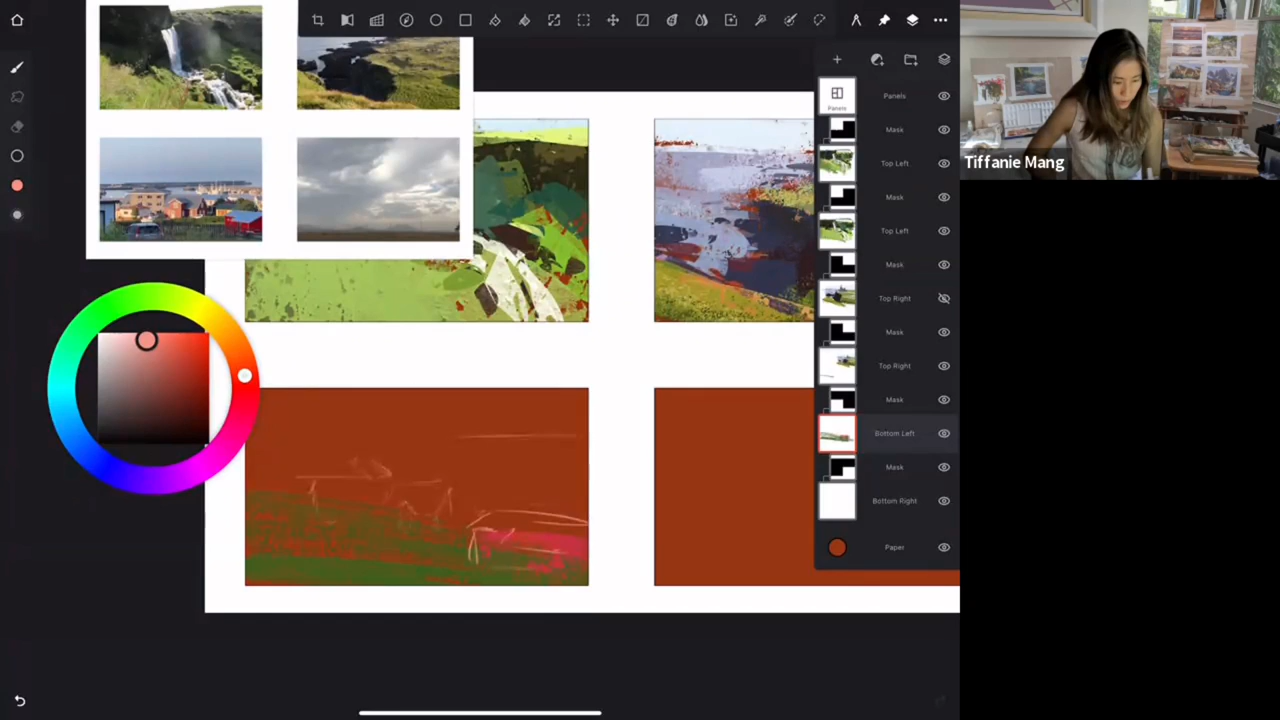 Panels
Panels
Mask
Top Left
Mask
Top Left
Mask
Top Right
Mask
Top Right
Mask
Bottom Left
Mask
Bottom Right
Paper
Tiffanie Mang